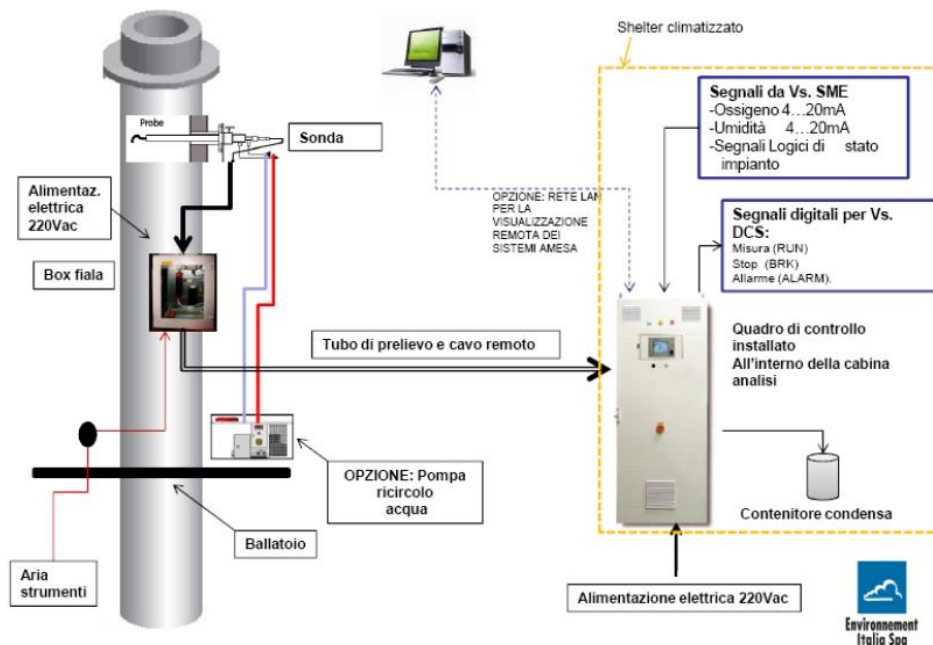 Shelter climatizzato
Probe
Sonda
Segnali da Vs. SME
-Ossigeno 4...20mA
-Umidità 4...20mA
-Segnali Logici di stato
impianto
Alimentaz.
elettrica
220Vac
OPZIONE: RETE LAN
PER LA
VISUALIZZAZIONE
REMOTA DEI
SISTEMI AMESA
Segnali digitali per Vs.
DCS:
Misura (RUN)
Stop (BRK)
Allarme (ALARM).
Box fiala
Tubo di prelievo e cavo remoto
Quadro di controllo
installato
All'interno della cabina
analisi
OPZIONE: Pompa
ricircolo
acqua
Contenitore condensa
Ballatoio
Aria
strumenti
Alimentazione elettrica 220Vac
Environnement
Italia Spa